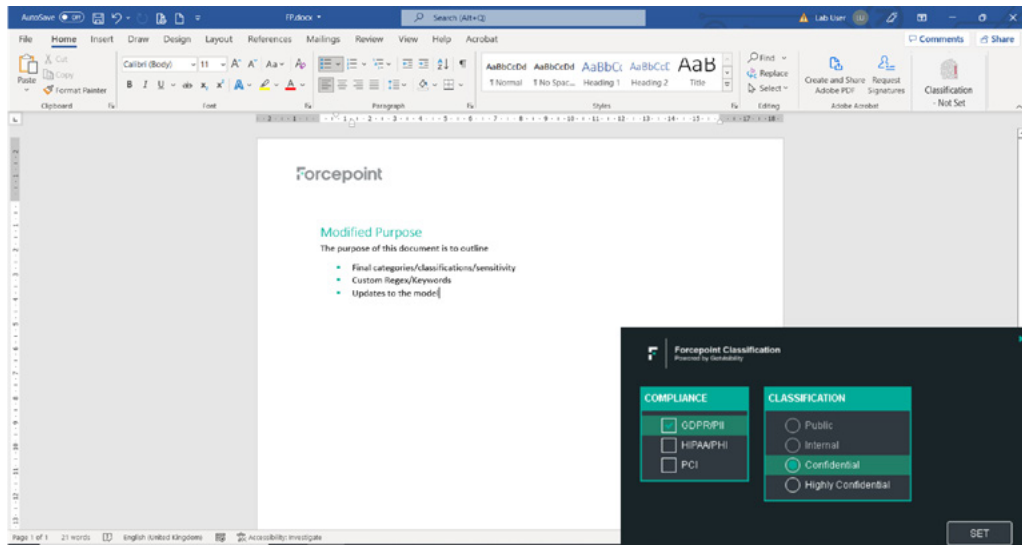 AutoSave Off FP.docx Search (Alt+Q) Lab User LU
File Home Insert Draw Design Layout References Mailings Review View Help Acrobat Comments Share
Paste Cut Copy Format Painter
Calibri (Body) 11
AaBbCcDd AaBbCcDd AaBbCc AaBbCcC AaB
¶ Normal ¶ No Spac... Heading 1 Heading 2 Title
Find Replace Select
Create and Share Adobe PDF Request Signatures
Classification - Not Set
Clipboard Font Paragraph Styles Editing Adobe Acrobat
Forcepoint
Modified Purpose
The purpose of this document is to outline
• Final categories/classifications/sensitivity
• Custom Regex/Keywords
• Updates to the model
Forcepoint Classification
Powered by Getvisibility
COMPLIANCE
GDPR/PII
HIPAA/PHI
PCI
CLASSIFICATION
Public
Internal
Confidential
Highly Confidential
SET
Page 1 of 1 21 words English (United Kingdom) Accessibility: Investigate